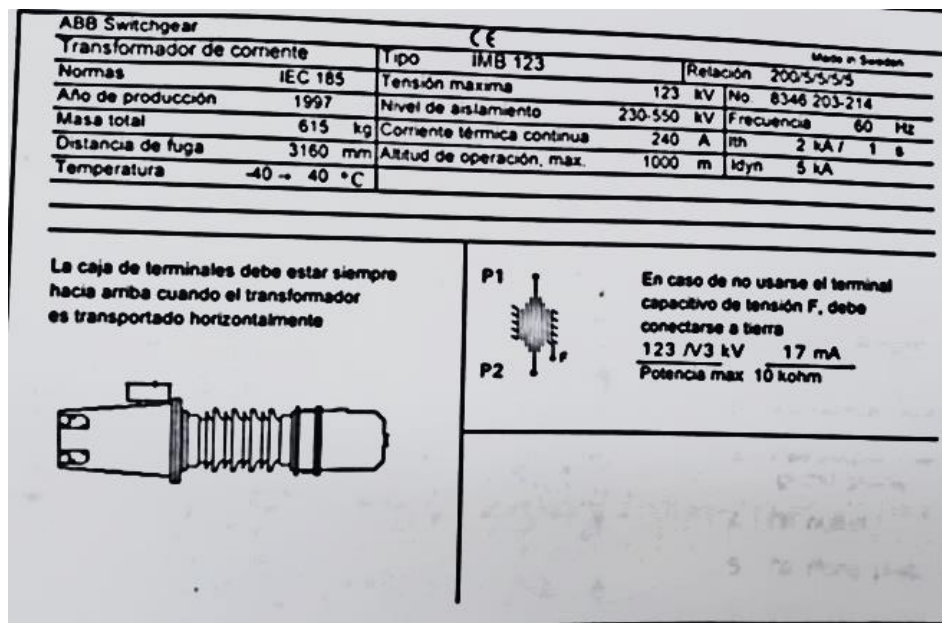 ABB Switchgear
CE
Made in Sweden
Transformador de corriente
Tipo IMB 123
Relación 200/5/5/5/5
Normas IEC 185
Tensión maxima 123 kV
No. 8346 203-214
Año de producción 1997
Nivel de aislamiento 230-550 kV
Frecuencia 60 Hz
Masa total 615 kg
Corriente térmica continua 240 A
Ith 2 kA / 1 s
Distancia de fuga 3160 mm
Altitud de operación, max. 1000 m
Idyn 5 kA
Temperatura -40 → 40 °C
La caja de terminales debe estar siempre
hacia arriba cuando el transformador
es transportado horizontalmente
P1
F
P2
En caso de no usarse el terminal
capacitivo de tensión F, debe
conectarse a tierra
123 /√3 kV 17 mA
Potencia max 10 kohm